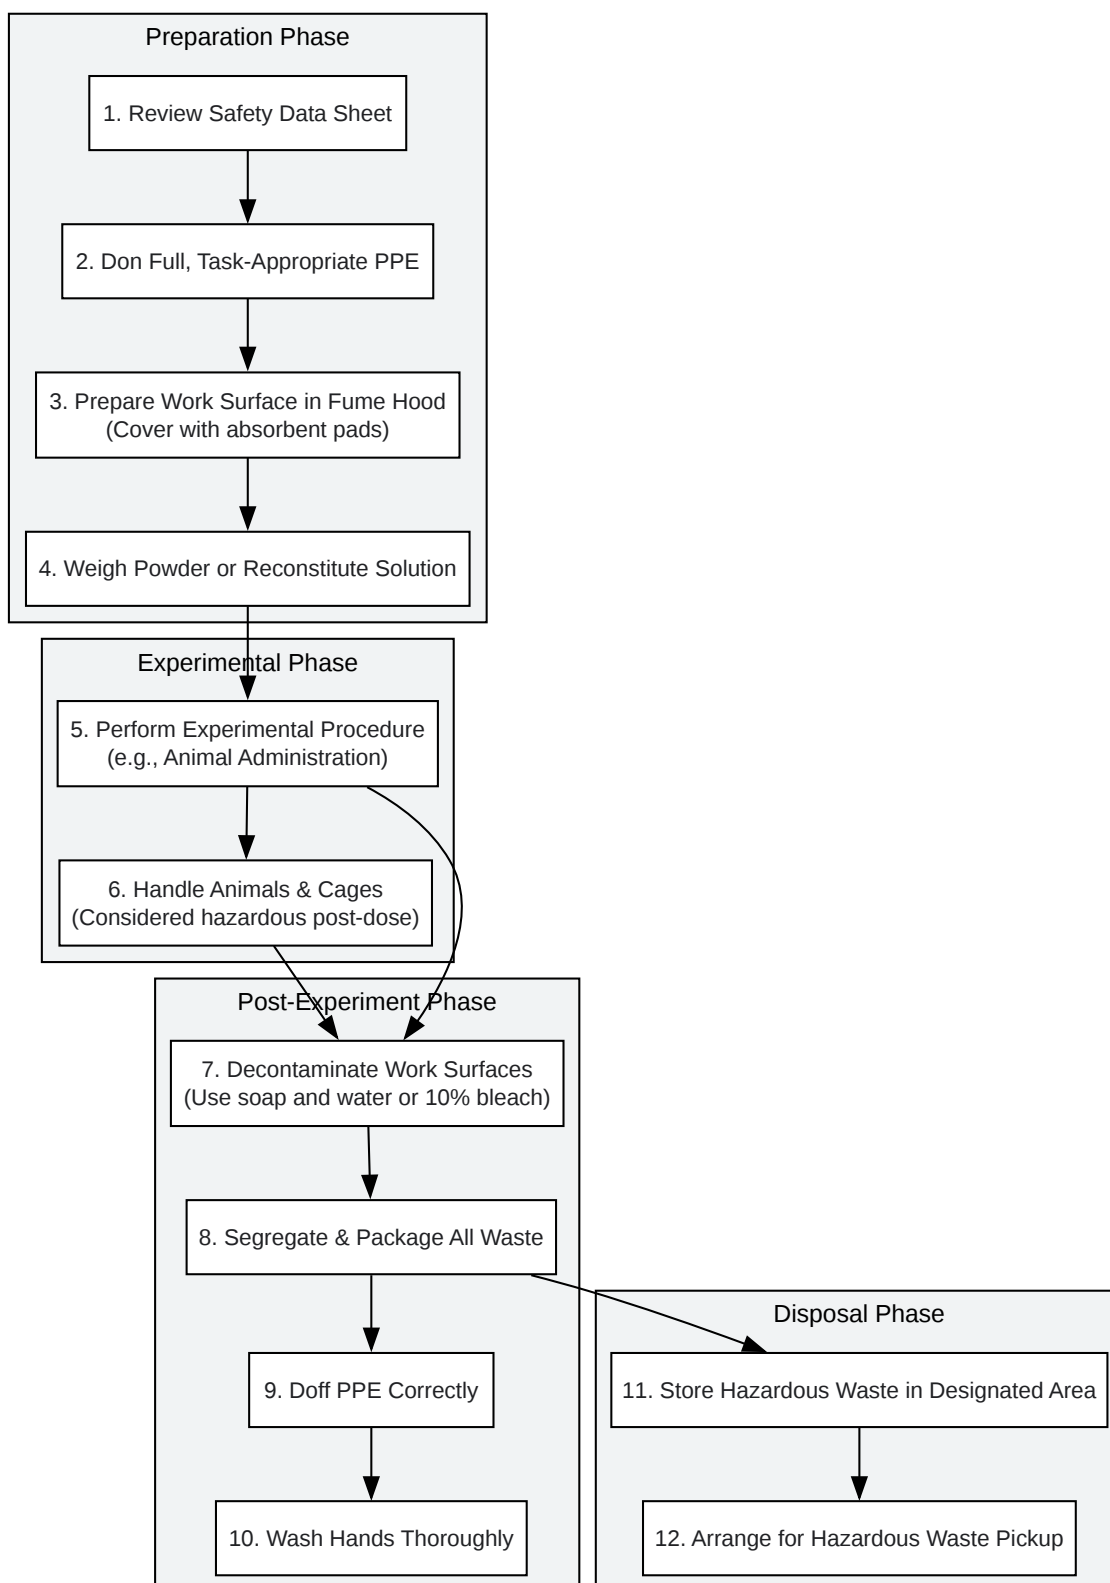 Preparation Phase
1. Review Safety Data Sheet
2. Don Full, Task-Appropriate PPE
3. Prepare Work Surface in Fume Hood
(Cover with absorbent pads)
4. Weigh Powder or Reconstitute Solution
Experimental Phase
5. Perform Experimental Procedure
(e.g., Animal Administration)
6. Handle Animals & Cages
(Considered hazardous post-dose)
Post-Experiment Phase
7. Decontaminate Work Surfaces
(Use soap and water or 10% bleach)
8. Segregate & Package All Waste
9. Doff PPE Correctly
10. Wash Hands Thoroughly
Disposal Phase
11. Store Hazardous Waste in Designated Area
12. Arrange for Hazardous Waste Pickup